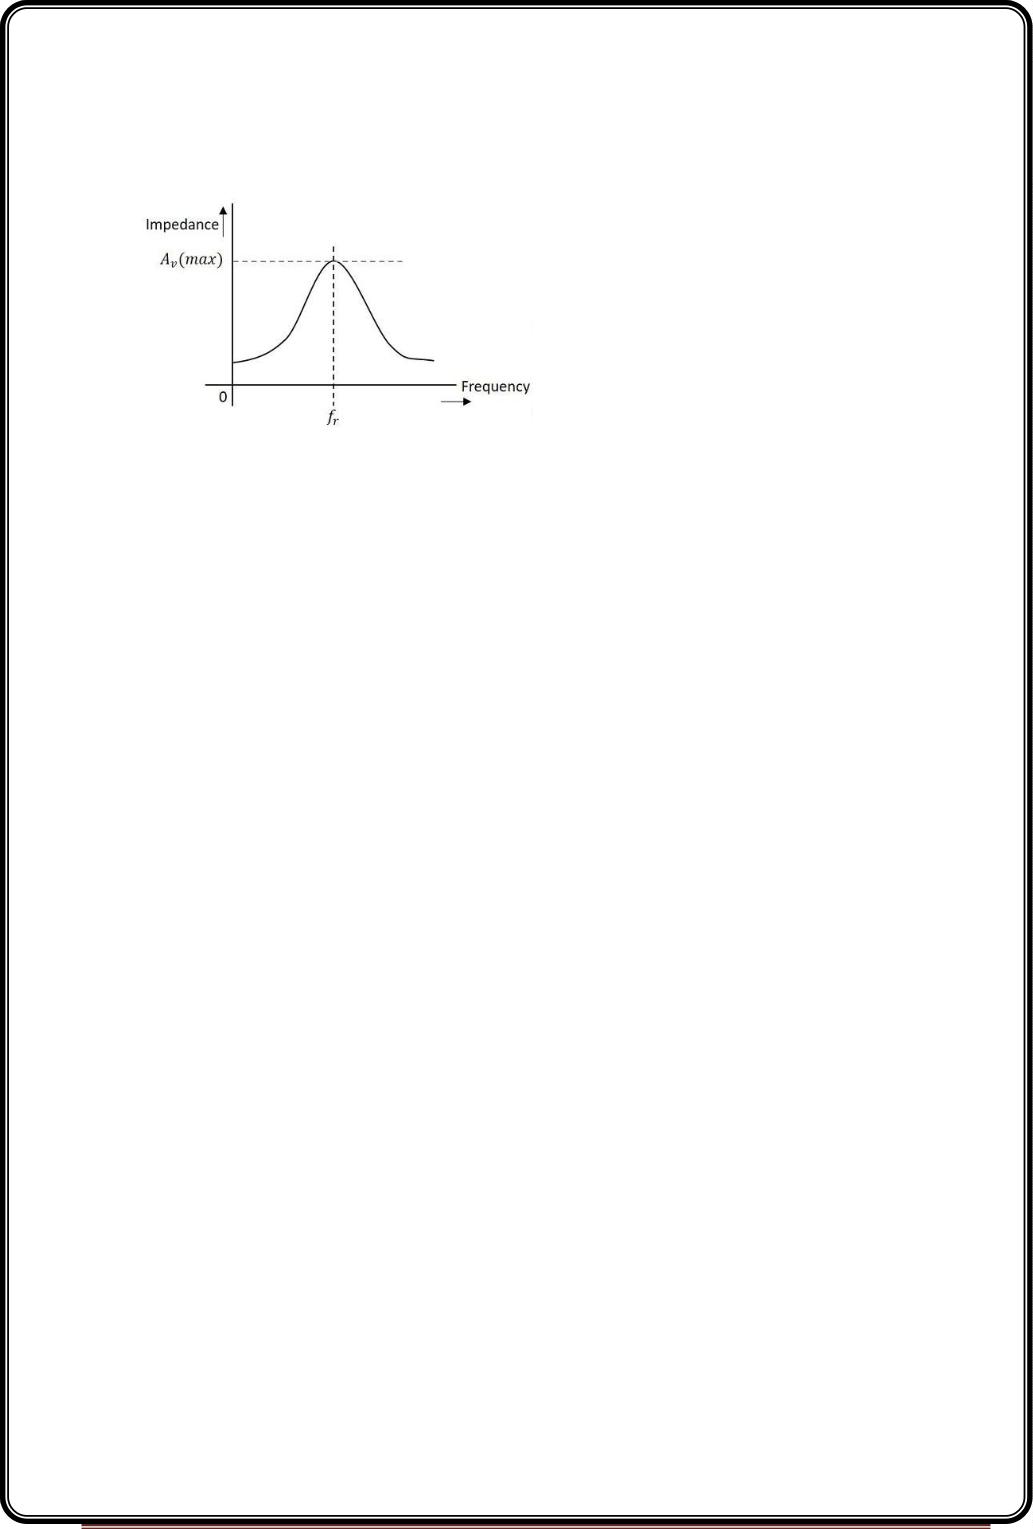 Impedance
A_v(max)
Frequency
0
f_r